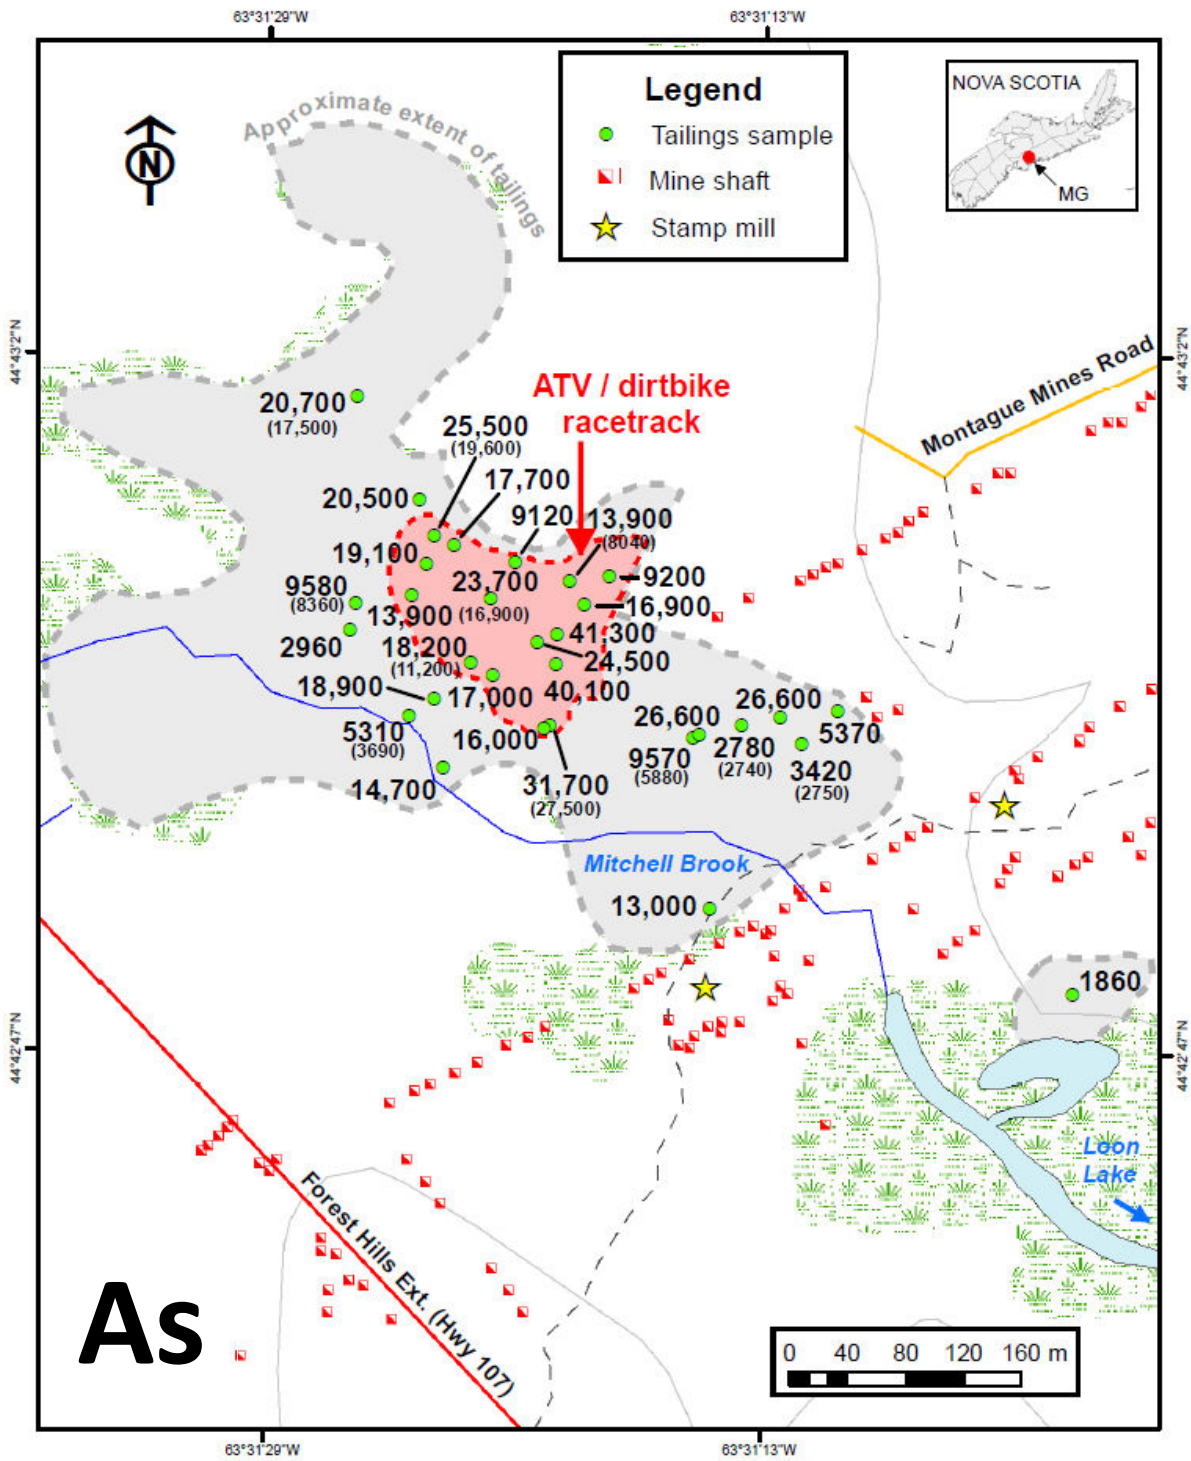 63°31'29"W
63°31'13"W
Legend
Tailings sample
Mine shaft
Stamp mill
NOVA SCOTIA
MG
N
Approximate extent of tailings
44°43'2"N
44°43'2"N
Montague Mines Road
ATV / dirtbike
racetrack
20,700
(17,500)
25,500
(19,600)
17,700
20,500
9120
13,900
(8040)
19,100
23,700
(16,900)
9200
9580
(8360)
13,900
16,900
2960
18,200
(11,200)
41,300
24,500
18,900
17,000
40,100
5310
(3690)
16,000
26,600
26,600
5370
9570
(5880)
2780
(2740)
3420
(2750)
14,700
31,700
(27,500)
Mitchell Brook
13,000
1860
44°42'47"N
44°42'47"N
Loon
Lake
Forest Hills Ext. (Hwy 107)
As
0 40 80 120 160 m
63°31'29"W
63°31'13"W